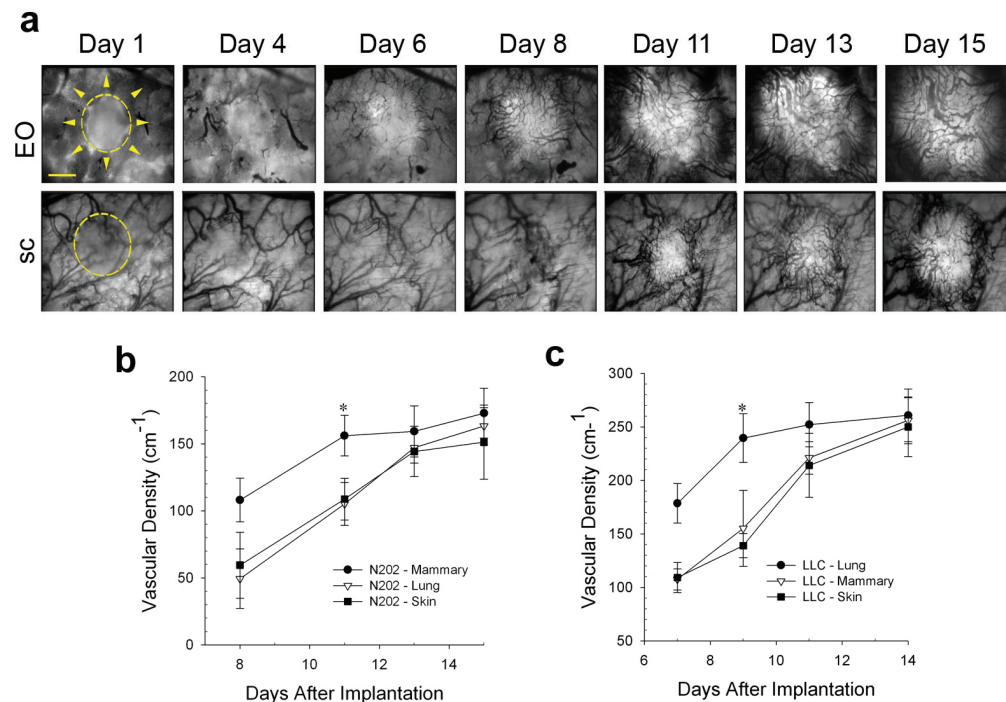 a
Day 1 Day 4 Day 6 Day 8 Day 11 Day 13 Day 15
EO
sc
b
Vascular Density (cm-1)
200
150
100
50
0
*
N202 - Mammary
N202 - Lung
N202 - Skin
8 10 12 14
Days After Implantation
c
Vascular Density (cm-1)
300
250
200
150
100
50
*
LLC - Lung
LLC - Mammary
LLC - Skin
6 8 10 12 14
Days After Implantation